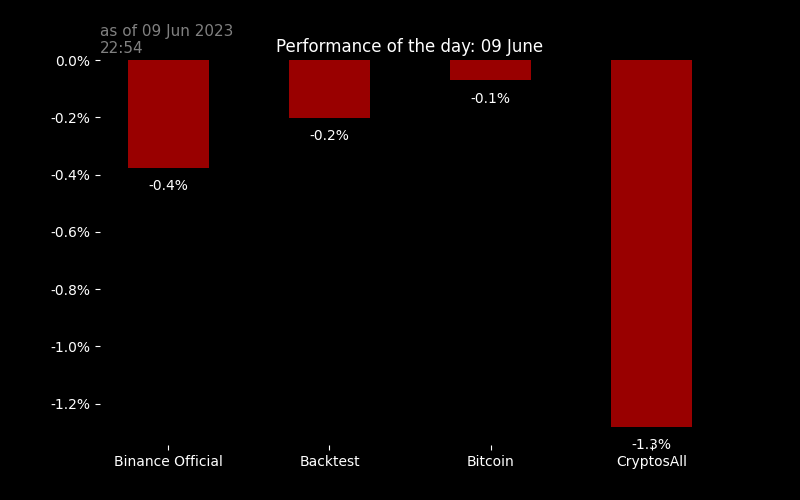 as of 09 Jun 2023
22:54
Performance of the day: 09 June
0.0%
-0.2%
-0.4%
-0.6%
-0.8%
-1.0%
-1.2%
-0.4%
-0.2%
-0.1%
-1.3%
Binance Official
Backtest
Bitcoin
CryptosAll